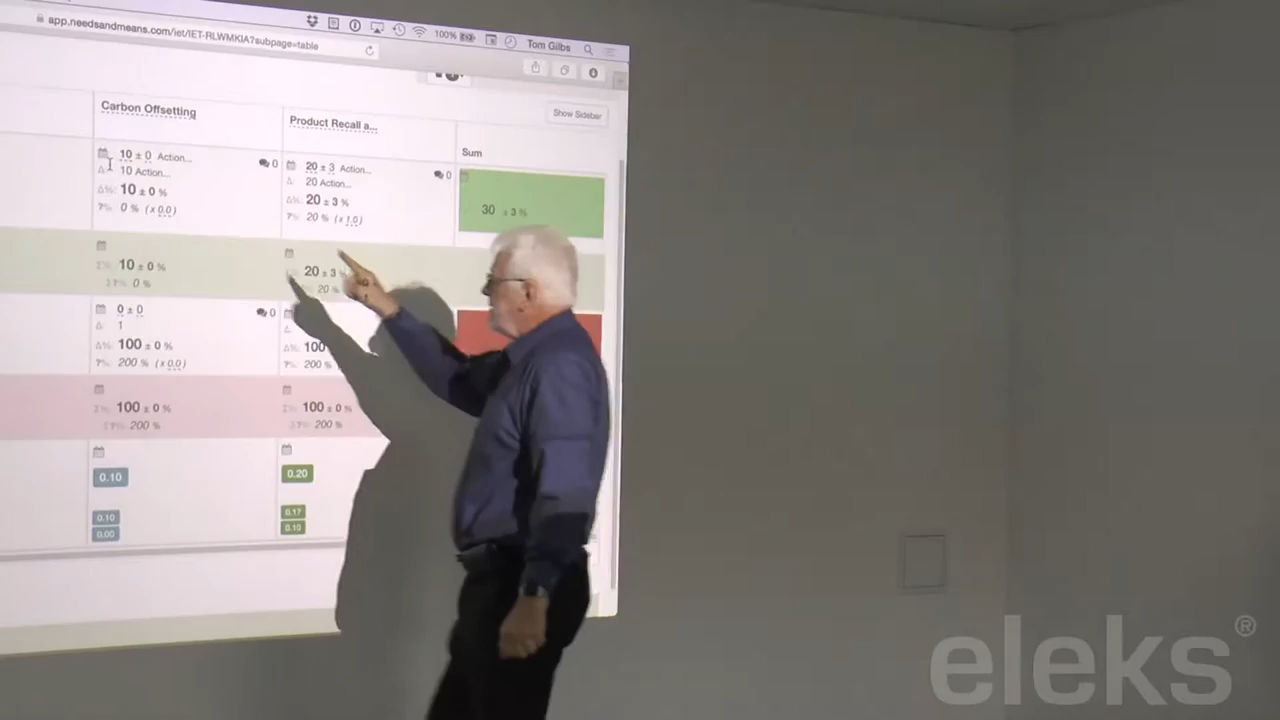 app.needsandmeans.com/iet/IET-RLWMKIA?subpage=table
100%
Tom Gilbs
Show Sidebar
Carbon Offsetting
Product Recall a...
Sum
10 ± 0 Action...
0
Δ: 10 Action...
Δ%: 10 ± 0 %
?%: 0 % (x 0.0)
20 ± 3 Action...
0
Δ: 20 Action...
Δ%: 20 ± 3 %
?%: 20 % (x 1.0)
30 ± 3 %
Σ%: 10 ± 0 %
Σ?%: 0 %
20 ± 3
20 %
0 ± 0
0
Δ: 1
Δ%: 100 ± 0 %
?%: 200 % (x 0.0)
Δ:
Δ%: 100
?%: 200 %
Σ%: 100 ± 0 %
Σ?%: 200 %
Σ%: 100 ± 0 %
Σ?%: 200 %
0.10
0.20
0.10
0.00
0.17
0.10
eleks®